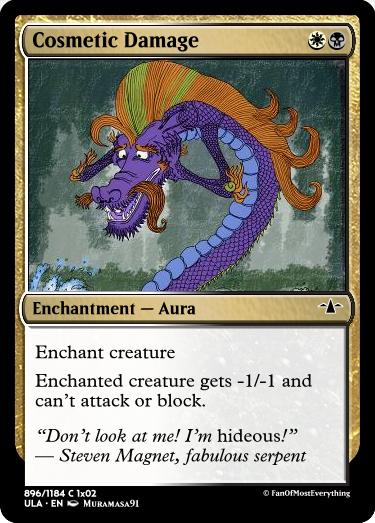 Cosmetic Damage
Enchantment — Aura
Enchant creature
Enchanted creature gets -1/-1 and
can't attack or block.
"Don't look at me! I'm hideous!"
— Steven Magnet, fabulous serpent
896/1184 C 1x02
ULA • EN Muramasa91
© FanOfMostEverything